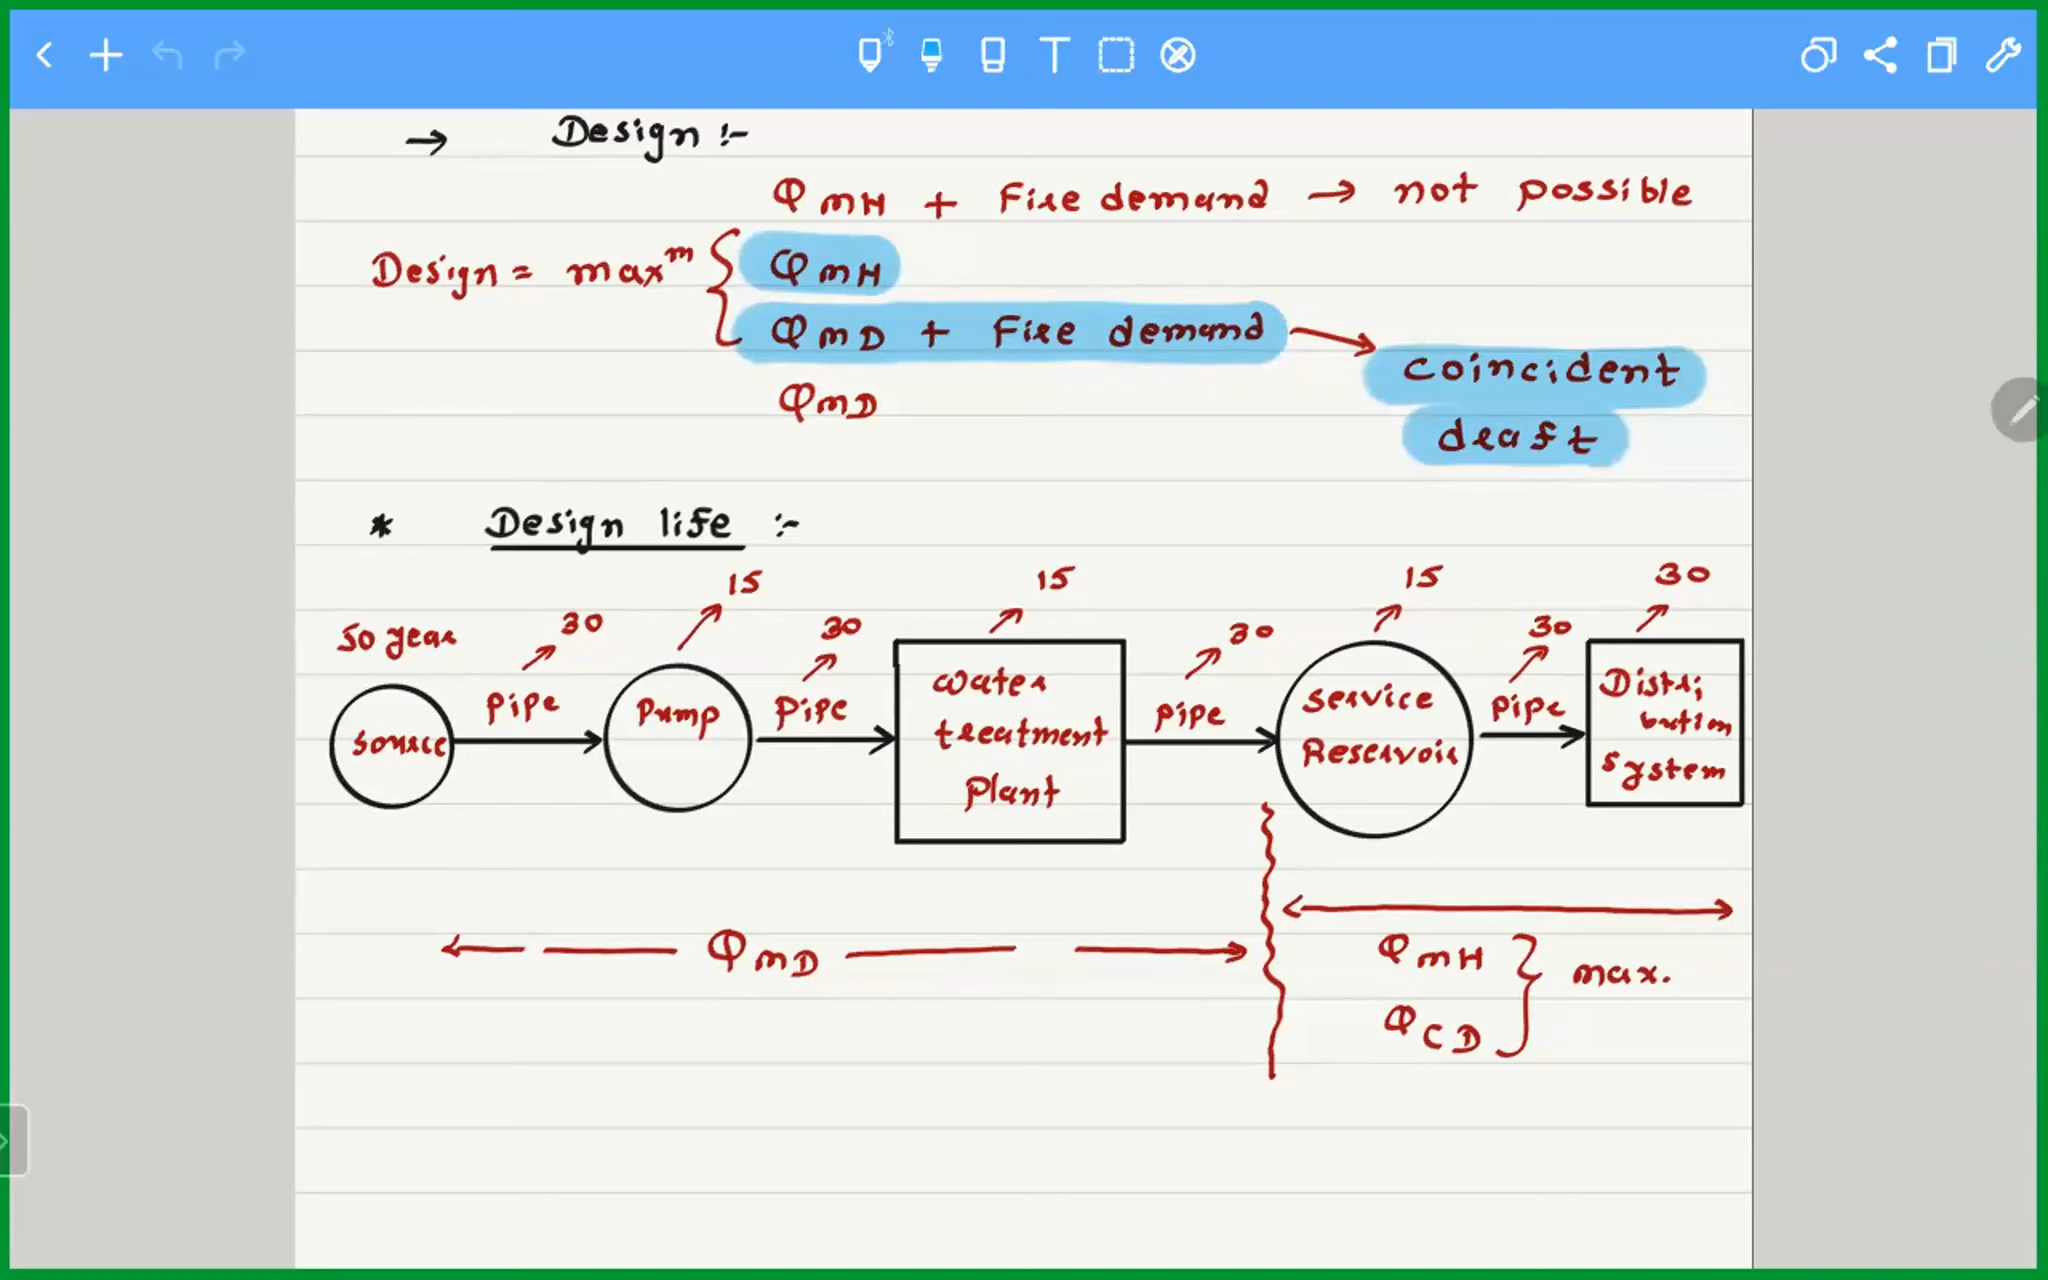 → Design :-
Q MH + Fire demand → not possible
Design = max^m { Q MH
Q MD + Fire demand → coincident
draft
Q MD
* Design life :-
50 year 30 15 30 15 30 15 30 30
source pipe Pump Pipe Water treatment Plant Pipe Service Reservoir Pipe Distribution System
Q MD
Q MH } max.
Q CD